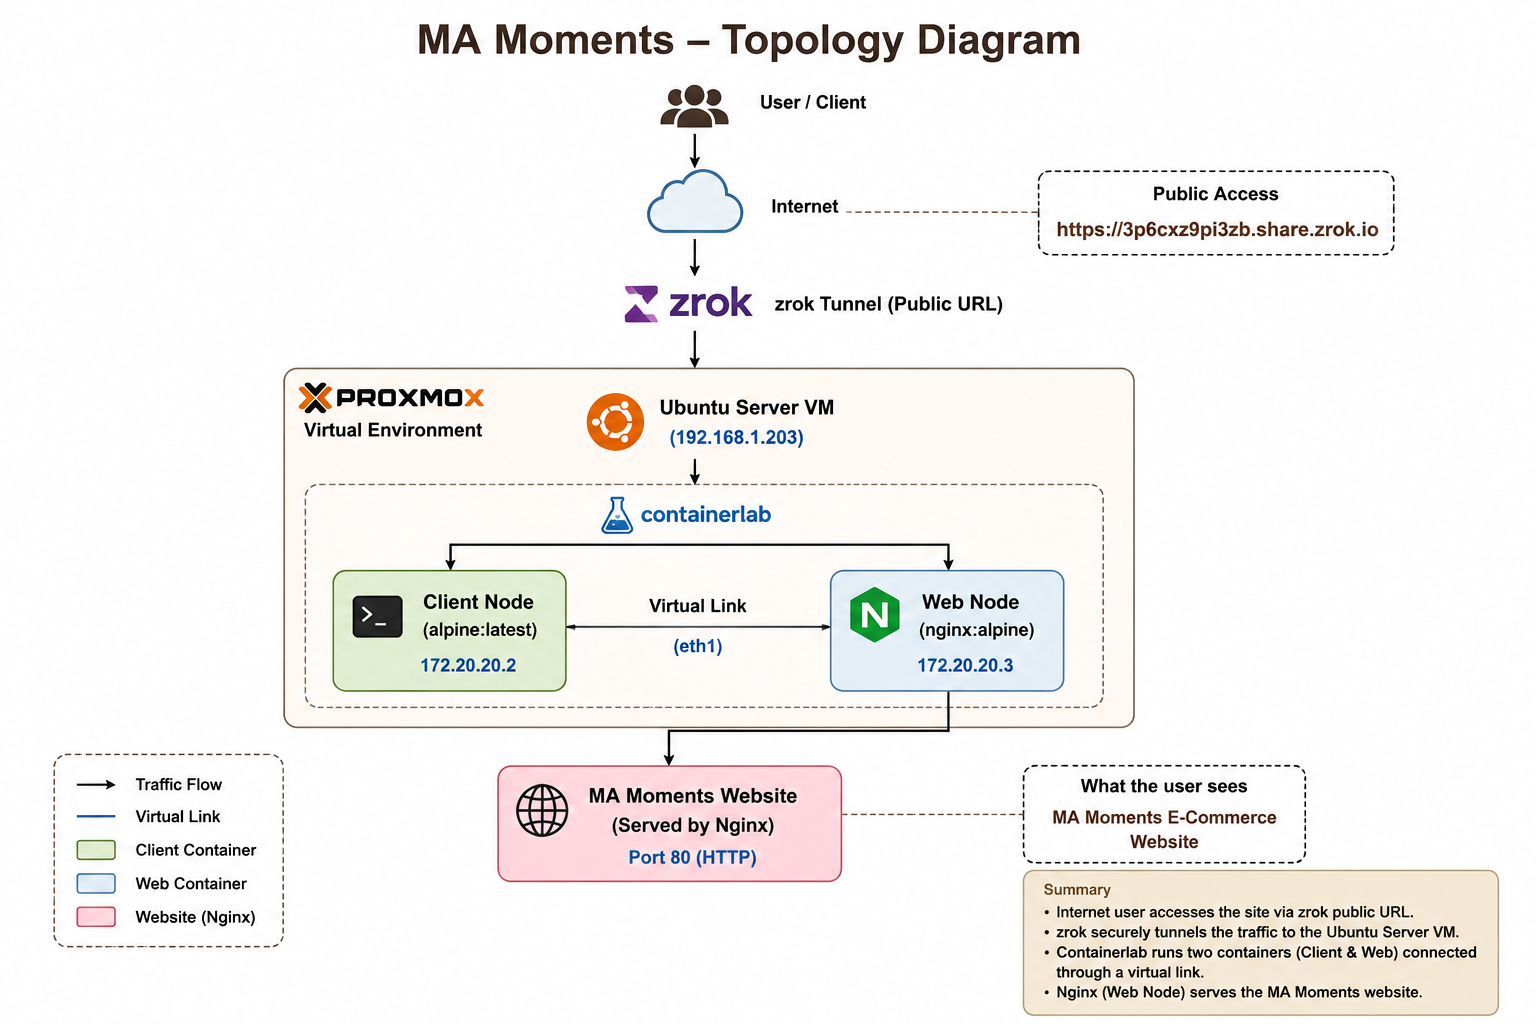 MA Moments – Topology Diagram
User / Client
Internet
Public Access
https://3p6cxz9pi3zb.share.zrok.io
zrok
zrok Tunnel (Public URL)
PROXMOX
Virtual Environment
Ubuntu Server VM
(192.168.1.203)
containerlab
Client Node
(alpine:latest)
172.20.20.2
>_
Virtual Link
(eth1)
N
Web Node
(nginx:alpine)
172.20.20.3
Traffic Flow
Virtual Link
Client Container
Web Container
Website (Nginx)
MA Moments Website
(Served by Nginx)
Port 80 (HTTP)
What the user sees
MA Moments E-Commerce
Website
Summary
• Internet user accesses the site via zrok public URL.
• zrok securely tunnels the traffic to the Ubuntu Server VM.
• Containerlab runs two containers (Client & Web) connected
through a virtual link.
• Nginx (Web Node) serves the MA Moments website.